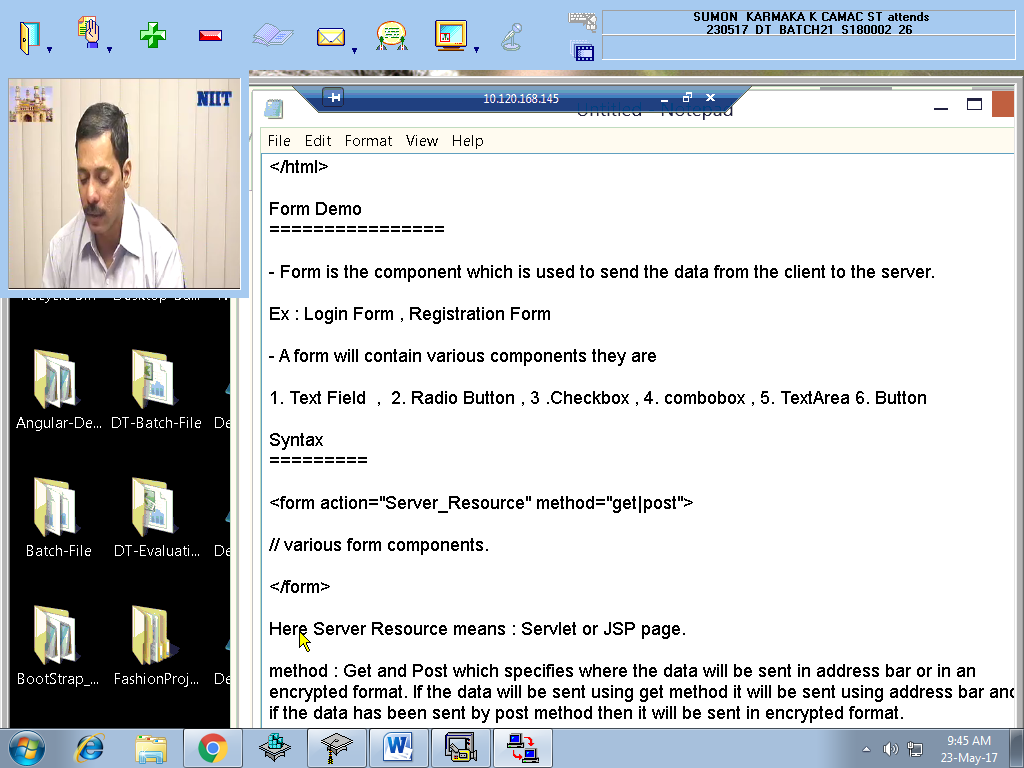 SUMON KARMAKA K CAMAC ST attends
230517_DT_BATCH21_S180002_26
NIIT
10.120.168.145
Untitled - Notepad
File Edit Format View Help
</html>
Form Demo
================
- Form is the component which is used to send the data from the client to the server.
Ex : Login Form , Registration Form
- A form will contain various components they are
1. Text Field , 2. Radio Button , 3 .Checkbox , 4. combobox , 5. TextArea 6. Button
Syntax
=========
<form action="Server_Resource" method="get|post">
// various form components.
</form>
Here Server Resource means : Servlet or JSP page.
method : Get and Post which specifies where the data will be sent in address bar or in an
encrypted format. If the data will be sent using get method it will be sent using address bar and
if the data has been sent by post method then it will be sent in encrypted format.
Recycle Bin
Angular-De... DT-Batch-File De
Batch-File DT-Evaluati... De
BootStrap_... FashionProj... De
9:45 AM
23-May-17